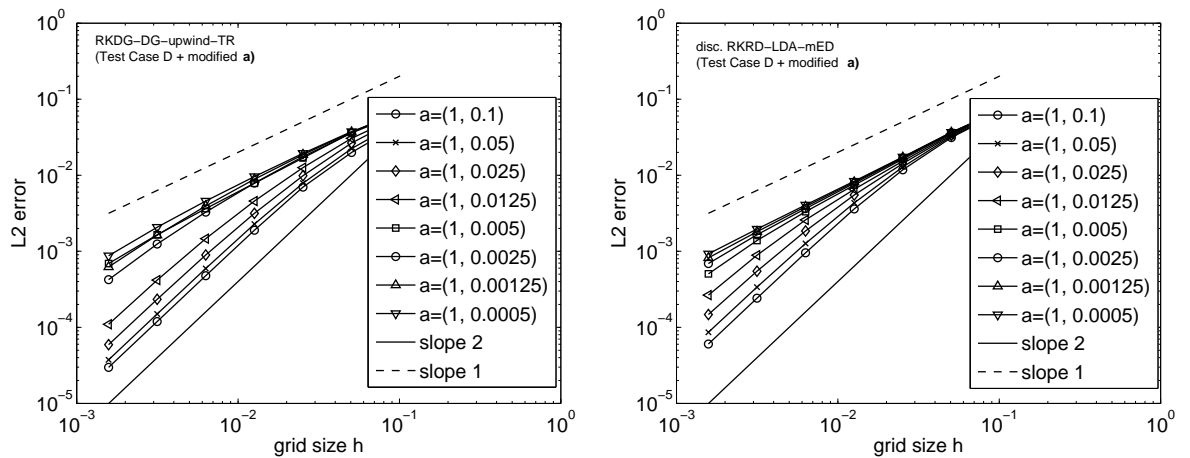 RKDG−DG−upwind−TR
(Test Case D + modified a)
10^0
10^−1
10^−2
10^−3
10^−4
10^−5
L2 error
10^−3
10^−2
10^−1
10^0
grid size h
a=(1, 0.1)
a=(1, 0.05)
a=(1, 0.025)
a=(1, 0.0125)
a=(1, 0.005)
a=(1, 0.0025)
a=(1, 0.00125)
a=(1, 0.0005)
slope 2
slope 1
disc. RKRD−LDA−mED
(Test Case D + modified a)
10^0
10^−1
10^−2
10^−3
10^−4
10^−5
L2 error
10^−3
10^−2
10^−1
10^0
grid size h
a=(1, 0.1)
a=(1, 0.05)
a=(1, 0.025)
a=(1, 0.0125)
a=(1, 0.005)
a=(1, 0.0025)
a=(1, 0.00125)
a=(1, 0.0005)
slope 2
slope 1